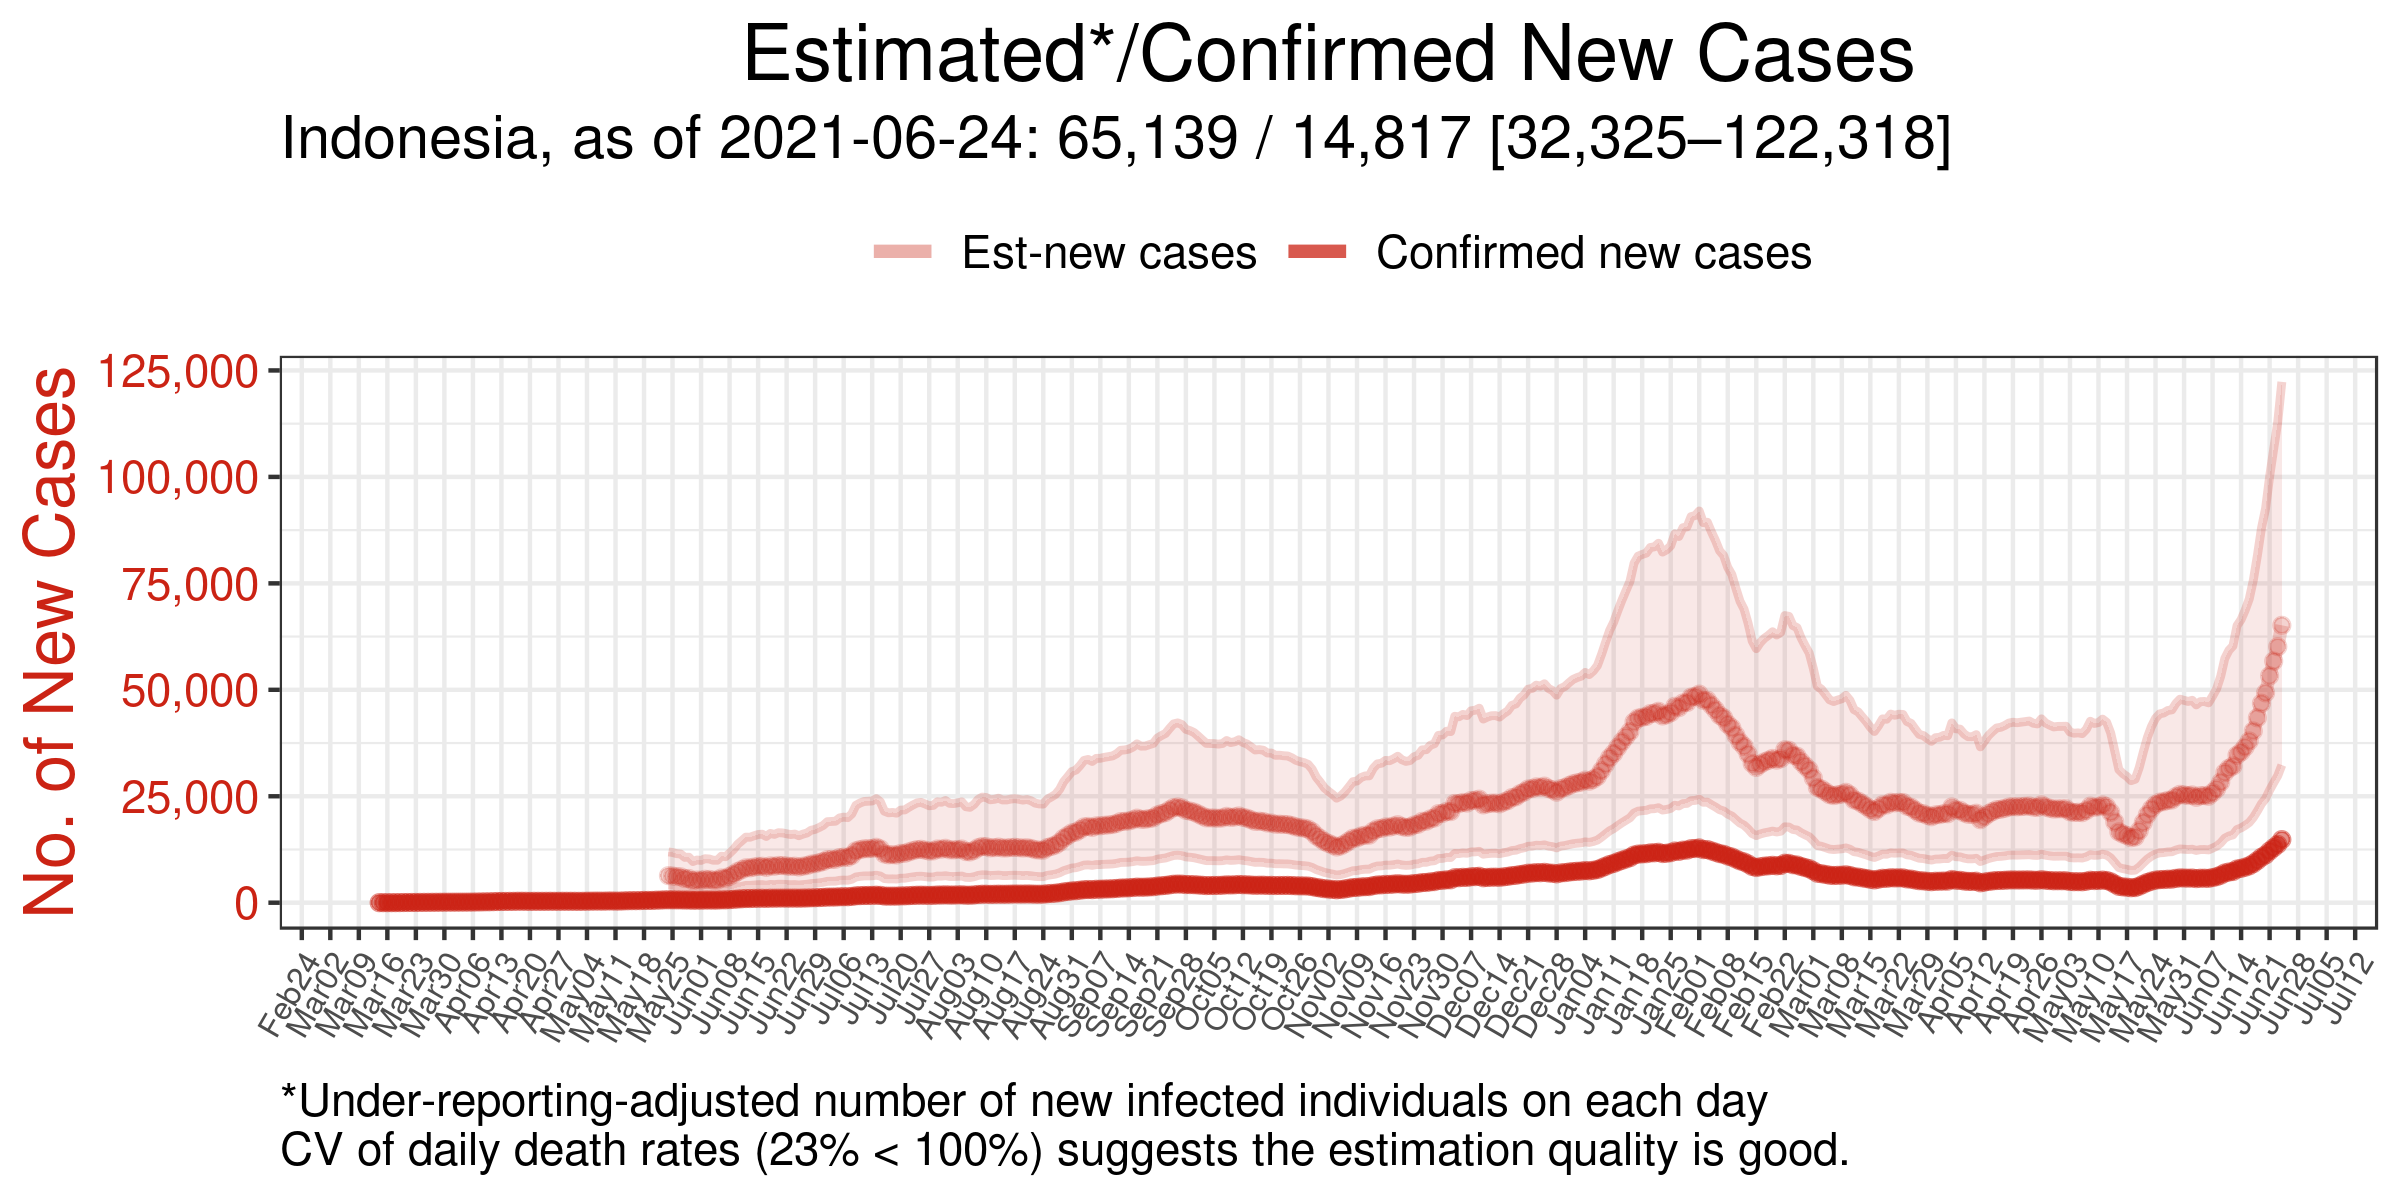 Estimated*/Confirmed New Cases
Indonesia, as of 2021-06-24: 65,139 / 14,817 [32,325–122,318]
Est-new cases Confirmed new cases
No. of New Cases
125,000
100,000
75,000
50,000
25,000
0
Feb24 Mar02 Mar09 Mar16 Mar23 Mar30 Apr06 Apr13 Apr20 Apr27 May04 May11 May18 May25 Jun01 Jun08 Jun15 Jun22 Jun29 Jul06 Jul13 Jul20 Jul27 Aug03 Aug10 Aug17 Aug24 Aug31 Sep07 Sep14 Sep21 Sep28 Oct05 Oct12 Oct19 Oct26 Nov02 Nov09 Nov16 Nov23 Nov30 Dec07 Dec14 Dec21 Dec28 Jan04 Jan11 Jan18 Jan25 Feb01 Feb08 Feb15 Feb22 Mar01 Mar08 Mar15 Mar22 Mar29 Apr05 Apr12 Apr19 Apr26 May03 May10 May17 May24 May31 Jun07 Jun14 Jun21 Jun28 Jul05 Jul12
*Under-reporting-adjusted number of new infected individuals on each day
CV of daily death rates (23% < 100%) suggests the estimation quality is good.